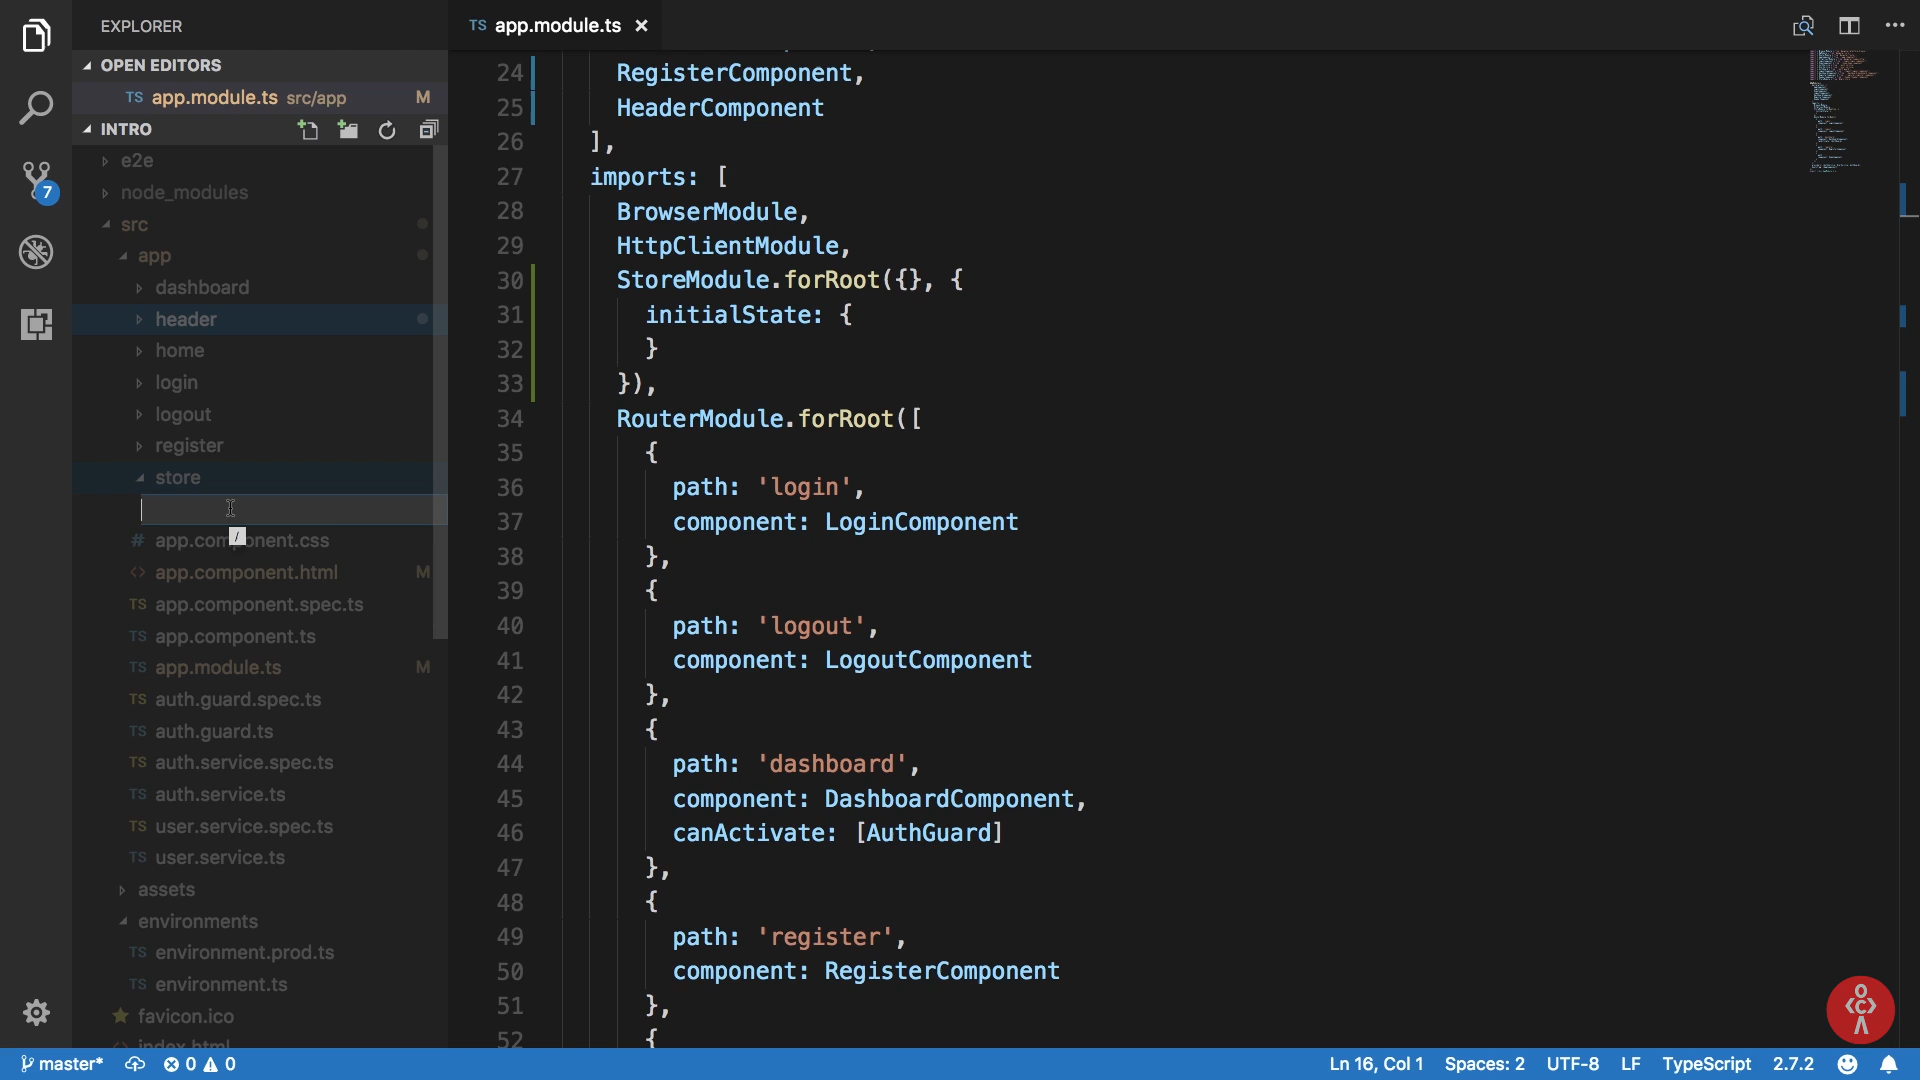 EXPLORER
OPEN EDITORS
TS app.module.ts src/app M
INTRO
e2e
node_modules
src
app
dashboard
header
home
login
logout
register
store
/
# app.component.css
<> app.component.html M
TS app.component.spec.ts
TS app.component.ts
TS app.module.ts M
TS auth.guard.spec.ts
TS auth.guard.ts
TS auth.service.spec.ts
TS auth.service.ts
TS user.service.spec.ts
TS user.service.ts
assets
environments
TS environment.prod.ts
TS environment.ts
favicon.ico
<> index.html
7
TS app.module.ts ×
24 RegisterComponent,
25 HeaderComponent
26 ],
27 imports: [
28 BrowserModule,
29 HttpClientModule,
30 StoreModule.forRoot({}, {
31 initialState: {
32 }
33 }),
34 RouterModule.forRoot([
35 {
36 path: 'login',
37 component: LoginComponent
38 },
39 {
40 path: 'logout',
41 component: LogoutComponent
42 },
43 {
44 path: 'dashboard',
45 component: DashboardComponent,
46 canActivate: [AuthGuard]
47 },
48 {
49 path: 'register',
50 component: RegisterComponent
51 },
52 {
master* 0 0 Ln 16, Col 1 Spaces: 2 UTF-8 LF TypeScript 2.7.2